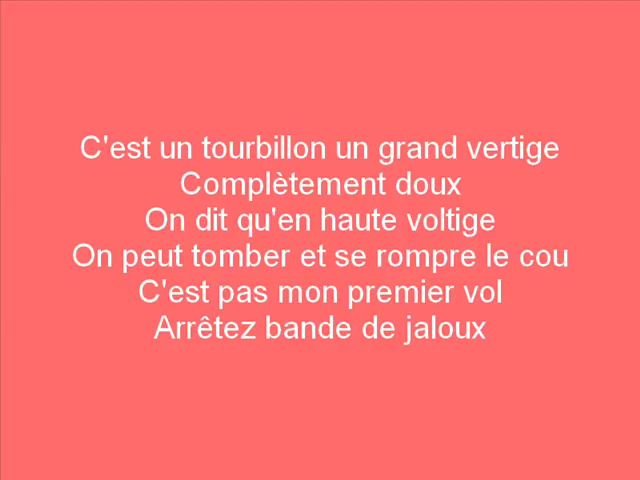 C'est un tourbillon un grand vertige
Complètement doux
On dit qu'en haute voltige
On peut tomber et se rompre le cou
C'est pas mon premier vol
Arrêtez bande de jaloux